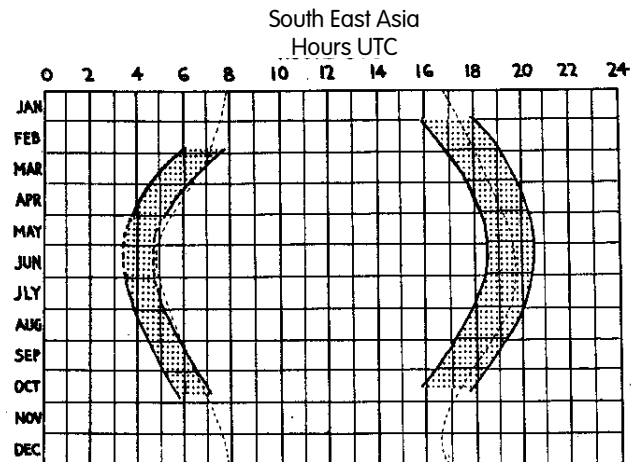 South East Asia
Hours UTC
0 2 4 6 8 10 12 14 16 18 20 22 24
JAN
FEB
MAR
APR
MAY
JUN
JLY
AUG
SEP
OCT
NOV
DEC